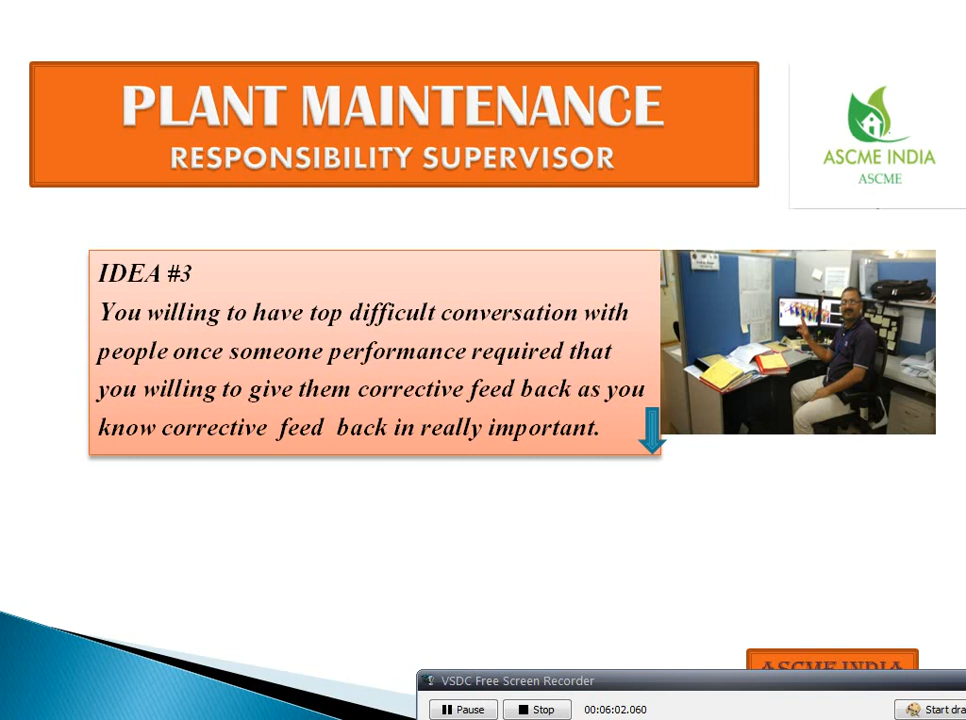 PLANT MAINTENANCE
RESPONSIBILITY SUPERVISOR
ASCME INDIA
ASCME
IDEA #3
You willing to have top difficult conversation with
people once someone performance required that
you willing to give them corrective feed back as you
know corrective feed back in really important.
ASCME INDIA
VSDC Free Screen Recorder
Pause
Stop
00:06:02.060
Start dra